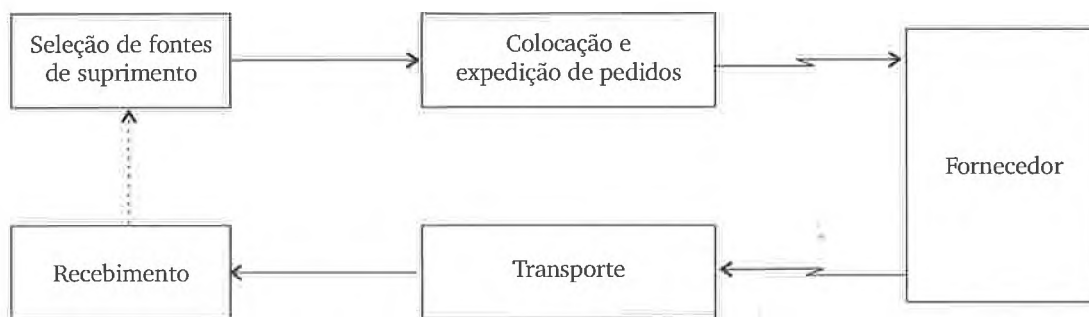 Seleção de fontes
de suprimento
Colocação e
expedição de pedidos
Fornecedor
Recebimento
Transporte